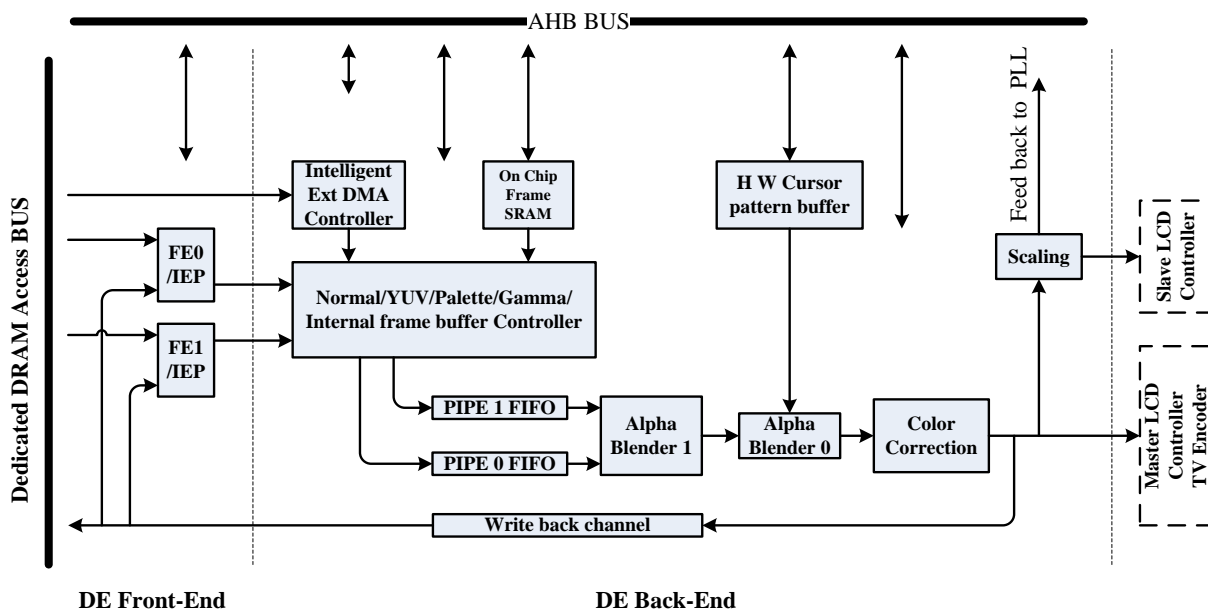 AHB BUS
Dedicated DRAM Access BUS
Feed back to PLL
Intelligent
Ext DMA
Controller
On Chip
Frame
SRAM
H W Cursor
pattern buffer
FE0
/IEP
Scaling
Slave LCD
Controller
Normal/YUV/Palette/Gamma/
Internal frame buffer Controller
FE1
/IEP
PIPE 1 FIFO
PIPE 0 FIFO
Alpha
Blender 1
Alpha
Blender 0
Color
Correction
Master LCD
Controller
TV Encoder
Write back channel
DE Front-End
DE Back-End